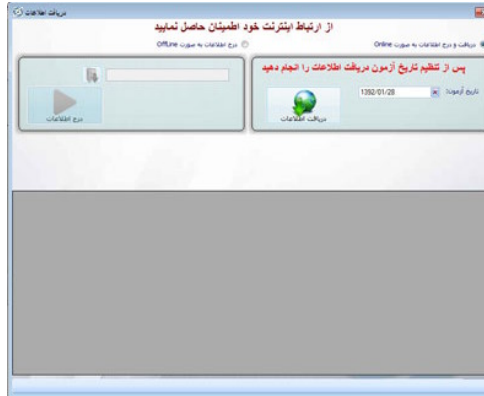 دریافت اطلاعات
از ارتباط اینترنت خود اطمینان حاصل نمایید
دریافت و درج اطلاعات به صورت Online
درج اطلاعات به صورت OffLine
پس از تنظیم تاریخ آزمون دریافت اطلاعات را انجام دهید
تاریخ آزمون:
1392/01/28
دریافت اطلاعات
درج اطلاعات